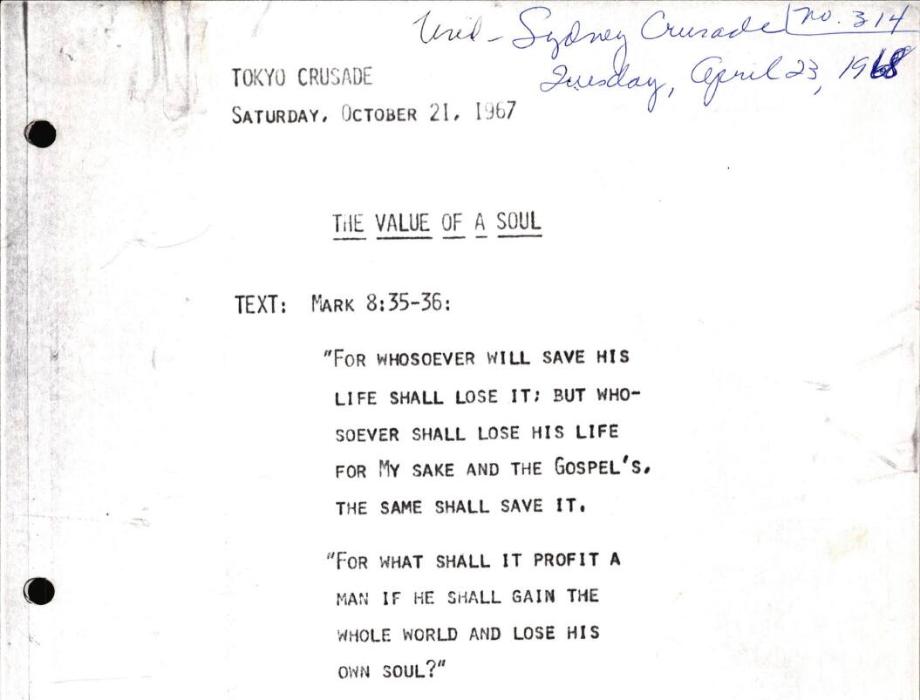 Used - Sydney Crusade no. 314
Tuesday, April 23, 1968
TOKYO CRUSADE
SATURDAY, OCTOBER 21, 1967
THE VALUE OF A SOUL
TEXT: MARK 8:35-36:
"FOR WHOSOEVER WILL SAVE HIS
LIFE SHALL LOSE IT; BUT WHO-
SOEVER SHALL LOSE HIS LIFE
FOR MY SAKE AND THE GOSPEL'S,
THE SAME SHALL SAVE IT.
"FOR WHAT SHALL IT PROFIT A
MAN IF HE SHALL GAIN THE
WHOLE WORLD AND LOSE HIS
OWN SOUL?"